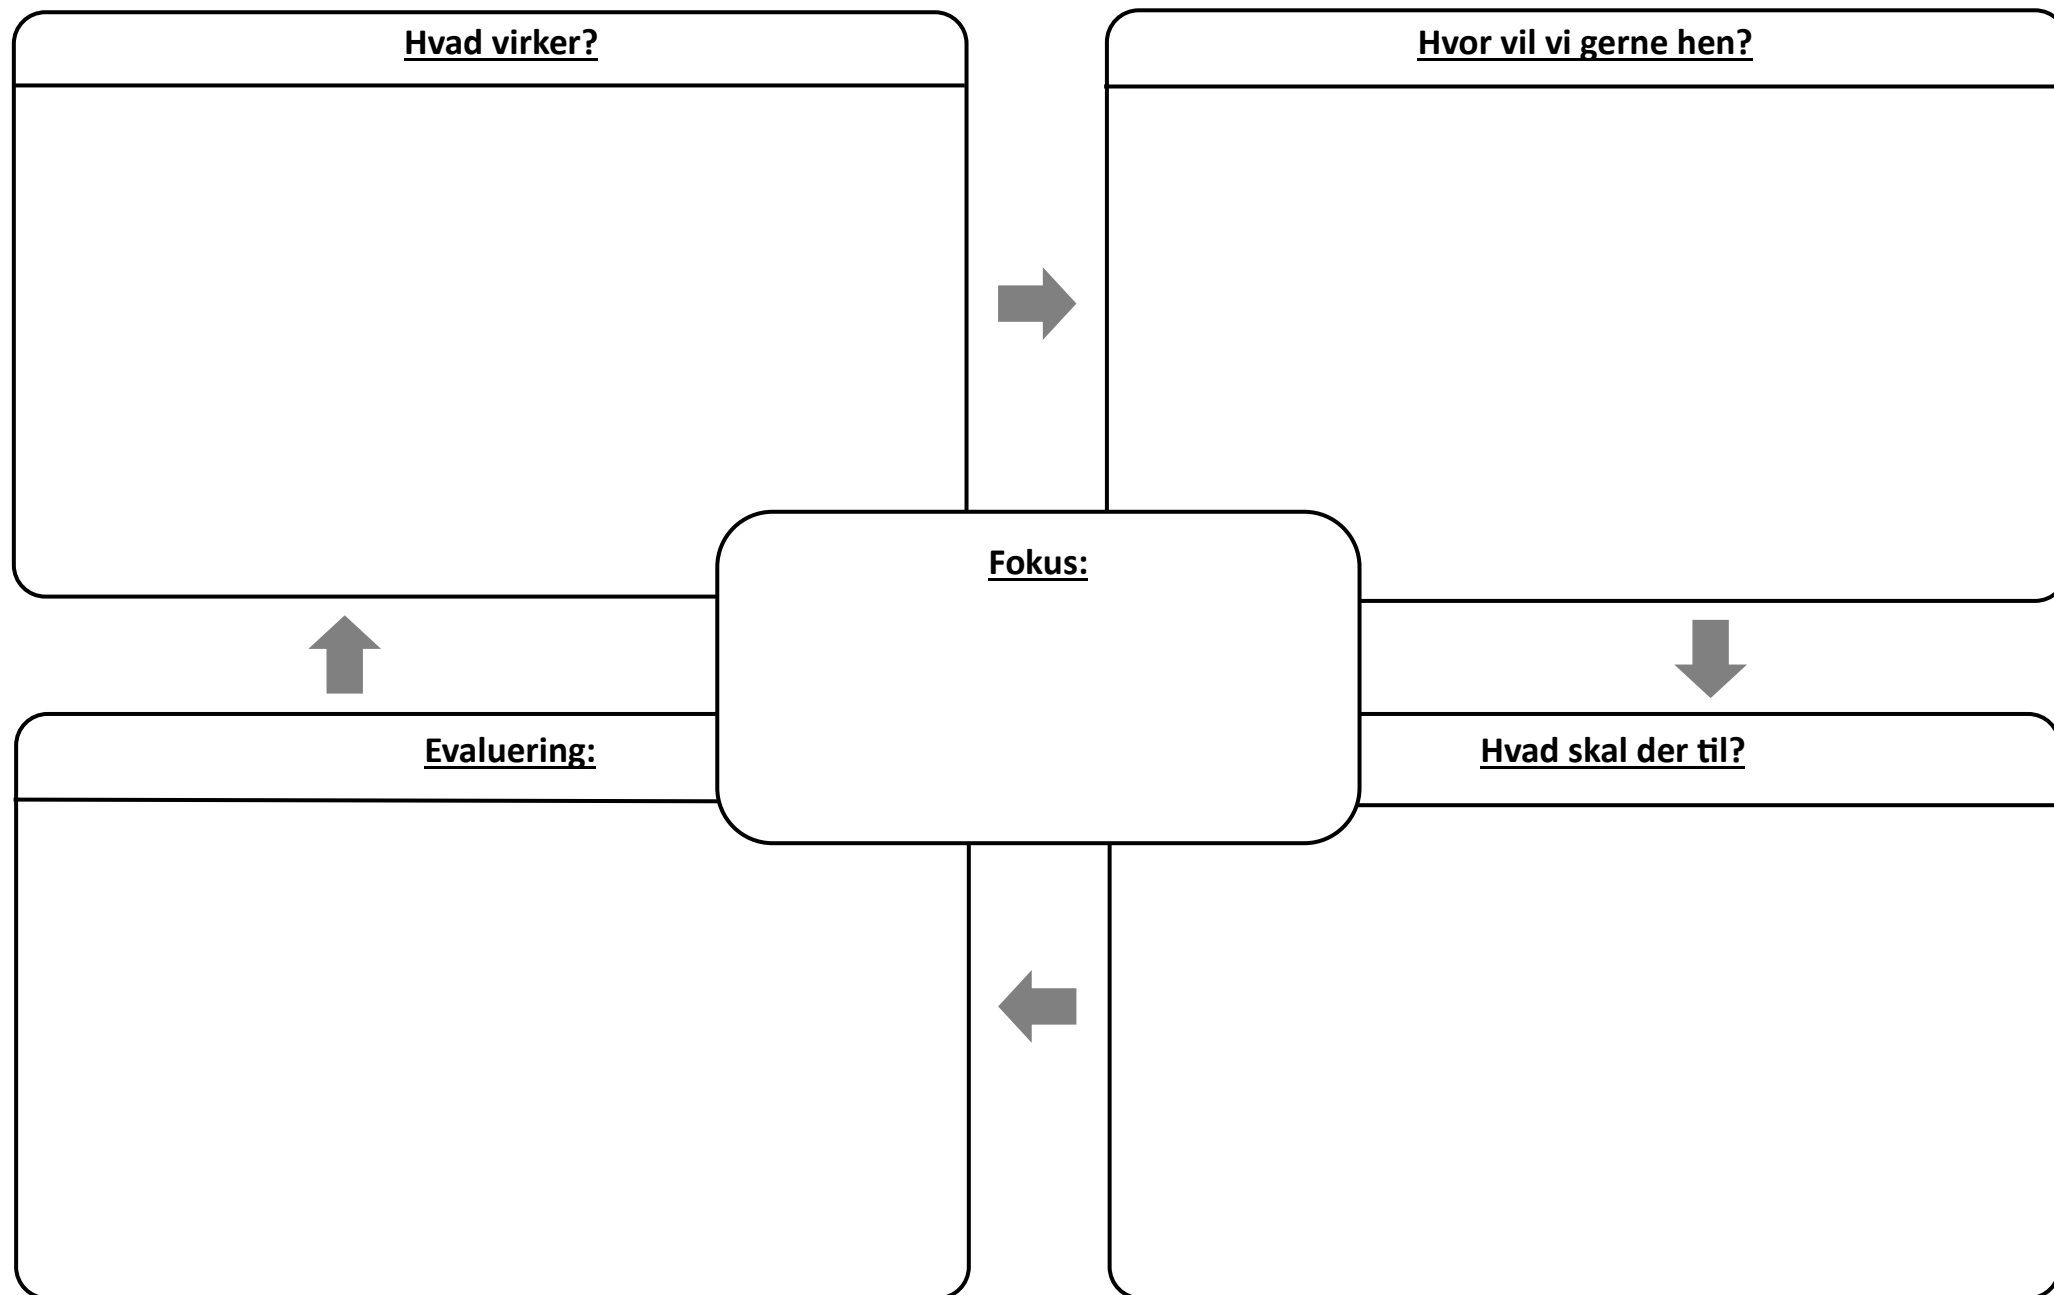 Hvad virker?
Hvor vil vi gerne hen?
Fokus:
Evaluering:
Hvad skal der til?